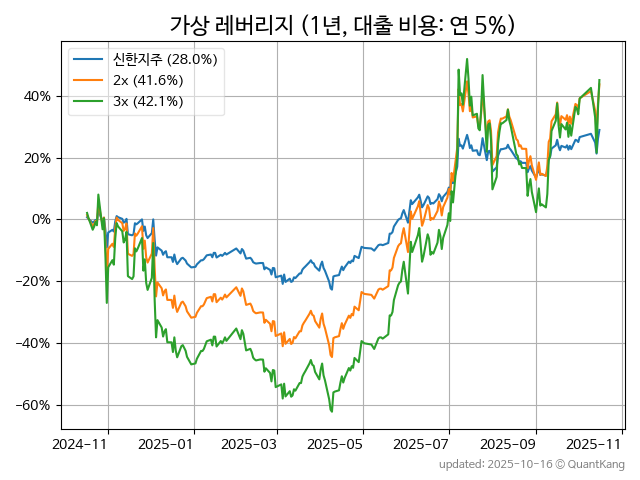 가상 레버리지 (1년, 대출 비용: 연 5%)
신한지주 (28.0%)
2x (41.6%)
3x (42.1%)
40%
20%
0%
−20%
−40%
−60%
2024-11 2025-01 2025-03 2025-05 2025-07 2025-09 2025-11
updated: 2025-10-16 © QuantKang